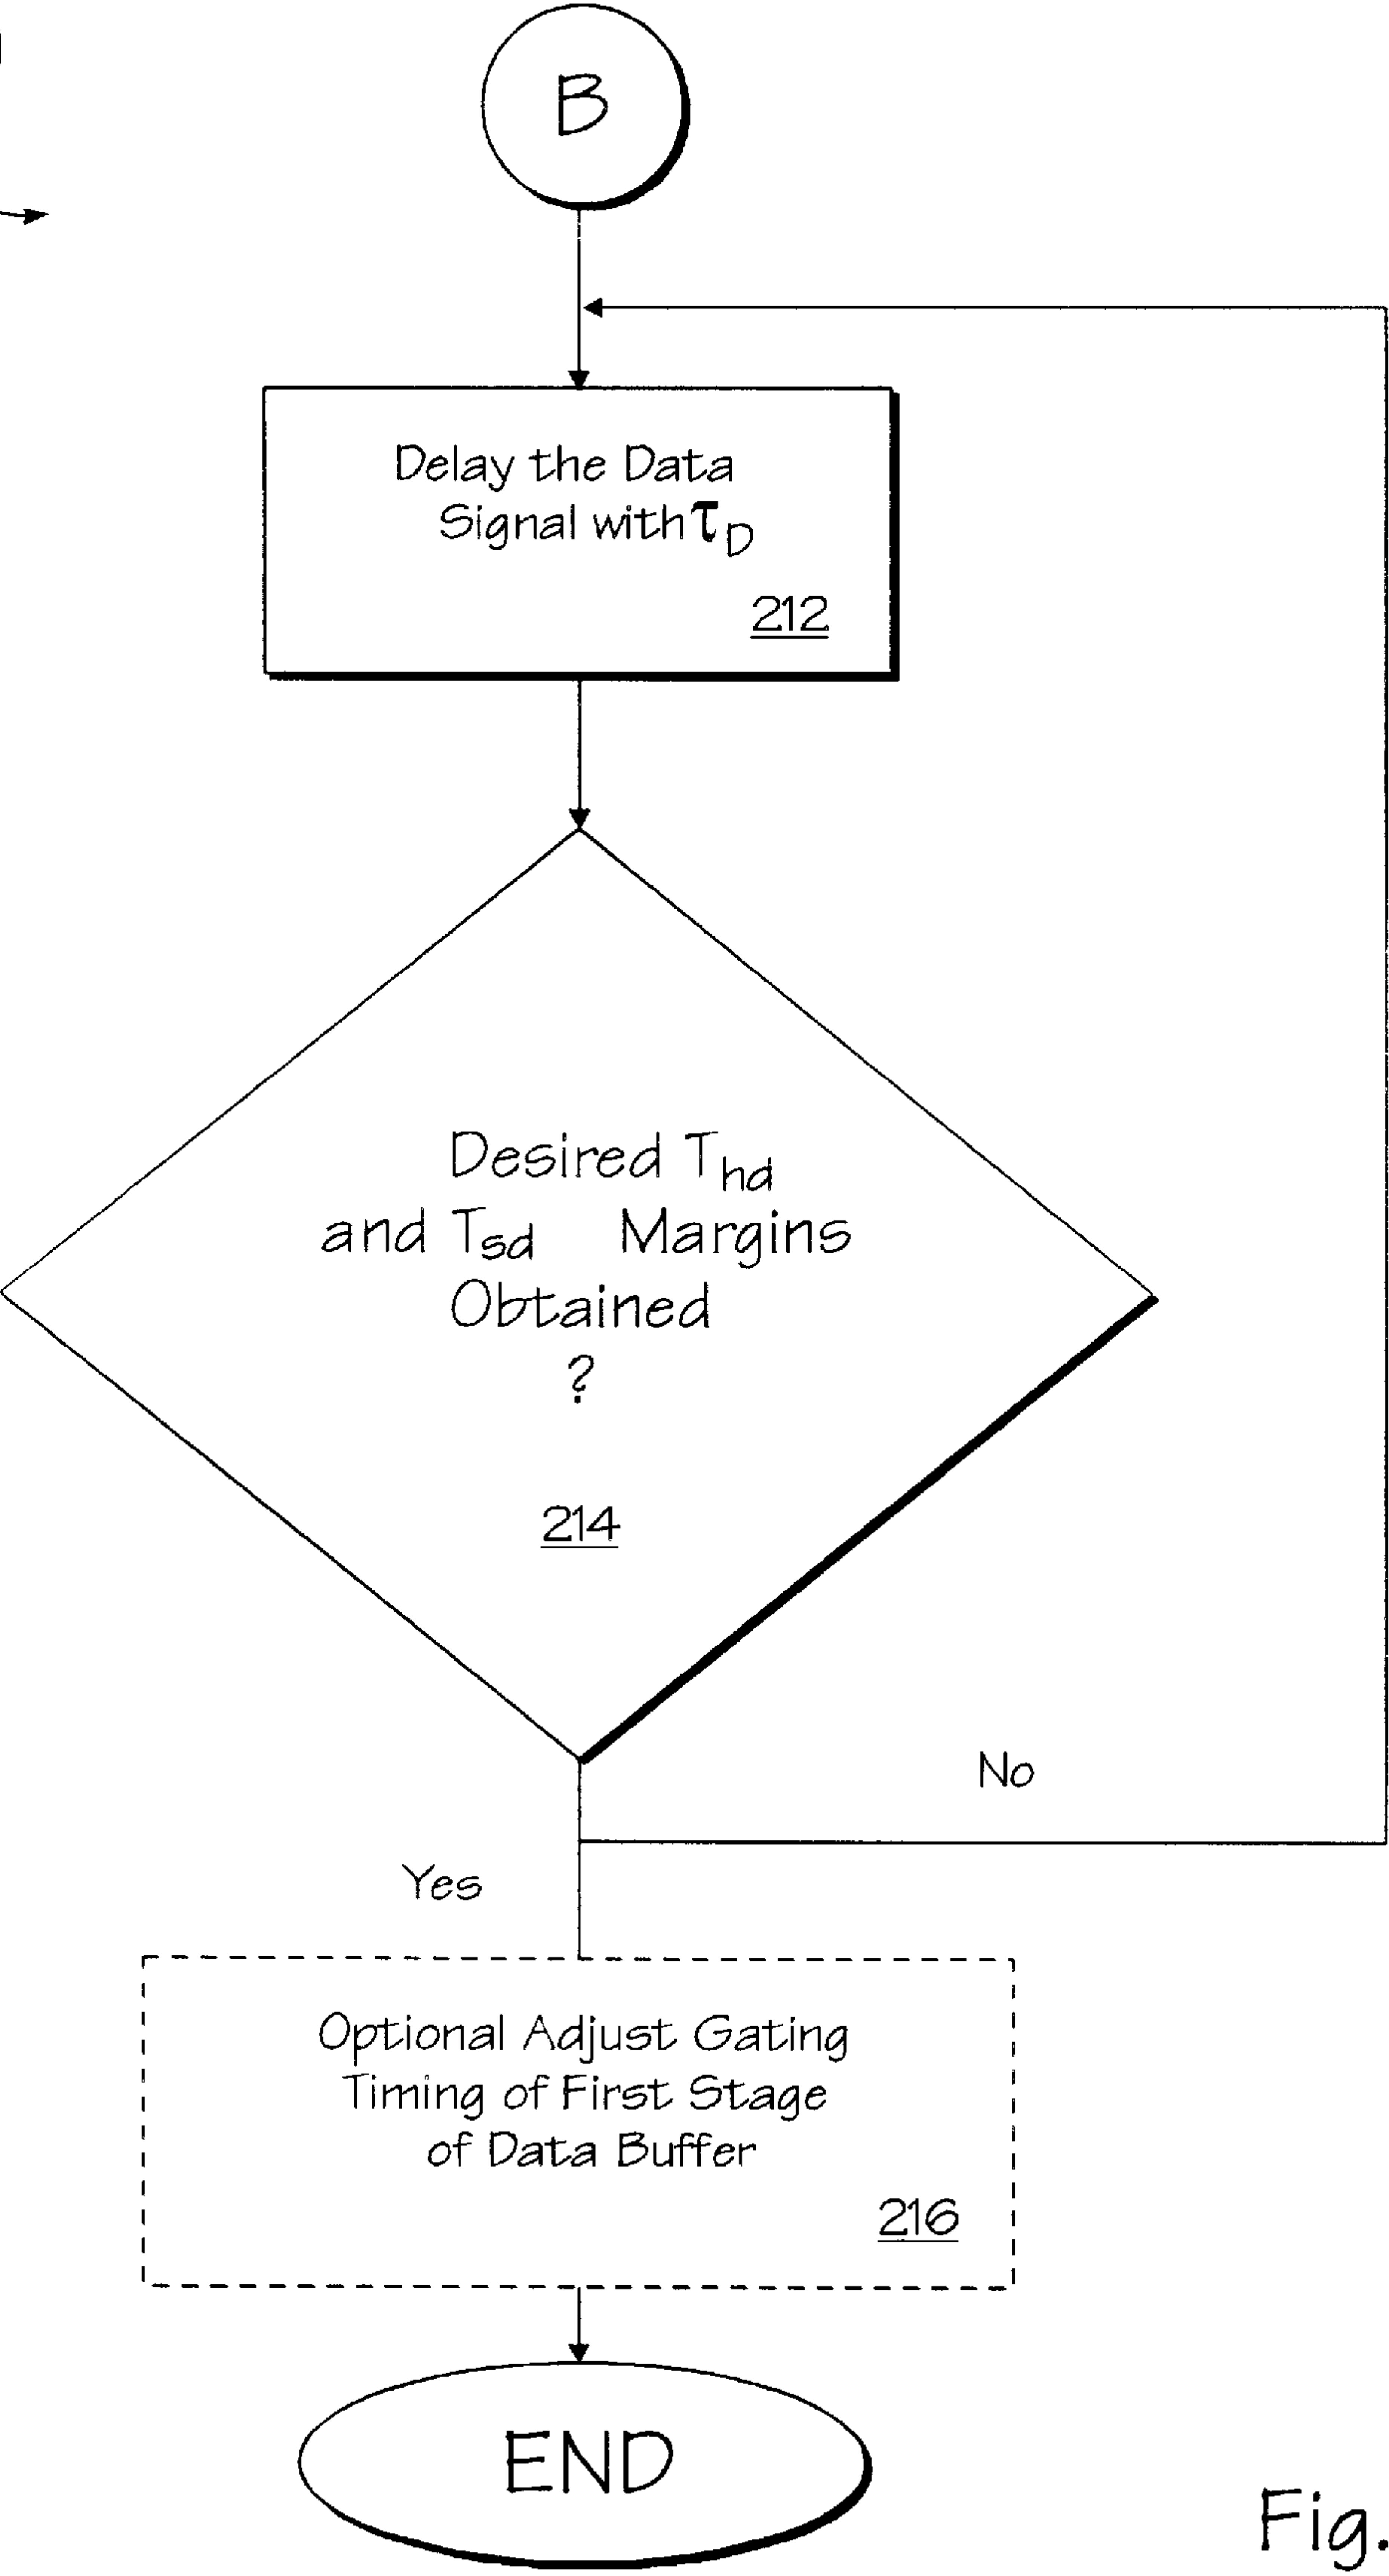 B
Delay the Data
Signal with τD
212
Desired Thd
and Tsd Margins
Obtained
?
214
No
Yes
Optional Adjust Gating
Timing of First Stage
of Data Buffer
216
END
Fig.